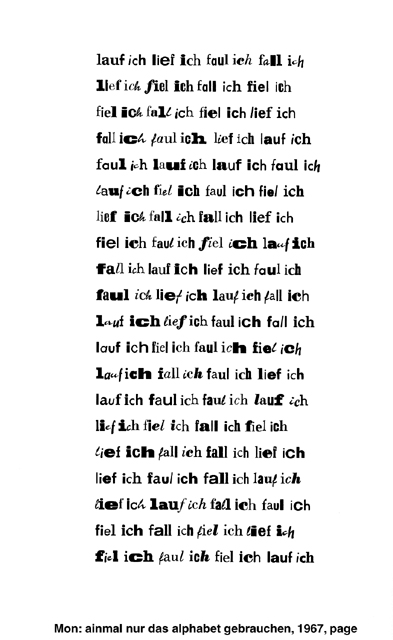 lauf ich lief ich faul ich fall ich
lief ich fiel ich fall ich fiel ich
fiel ich fall ich fiel ich lief ich
fall ich faul ich lief ich lauf ich
faul ich lauf ich lauf ich faul ich
lauf ich fiel ich faul ich fiel ich
lief ich fall ich fall ich lief ich
fiel ich faul ich fiel ich lauf ich
fall ich lauf ich lief ich faul ich
faul ich lief ich lauf ich fall ich
lauf ich lief ich faul ich fall ich
lauf ich fiel ich faul ich fiel ich
lauf ich fall ich faul ich lief ich
lauf ich faul ich faul ich lauf ich
lief ich fiel ich fall ich fiel ich
lief ich fall ich fall ich lief ich
lief ich faul ich fall ich lauf ich
lief ich lauf ich fall ich faul ich
fiel ich fall ich fiel ich lief ich
fiel ich faul ich fiel ich lauf ich
Mon: ainmal nur das alphabet gebrauchen, 1967, page